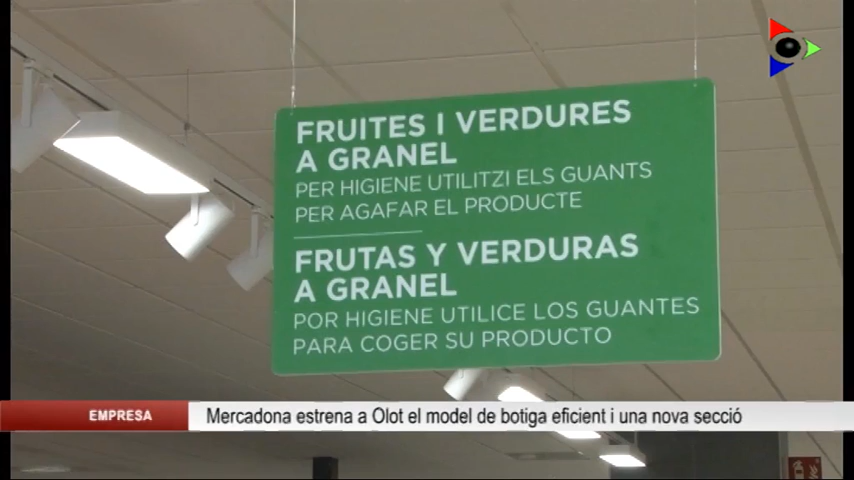 FRUITES I VERDURES
A GRANEL
PER HIGIENE UTILITZI ELS GUANTS
PER AGAFAR EL PRODUCTE
FRUTAS Y VERDURAS
A GRANEL
POR HIGIENE UTILICE LOS GUANTES
PARA COGER SU PRODUCTO
EMPRESA
Mercadona estrena a Olot el model de botiga eficient i una nova secció